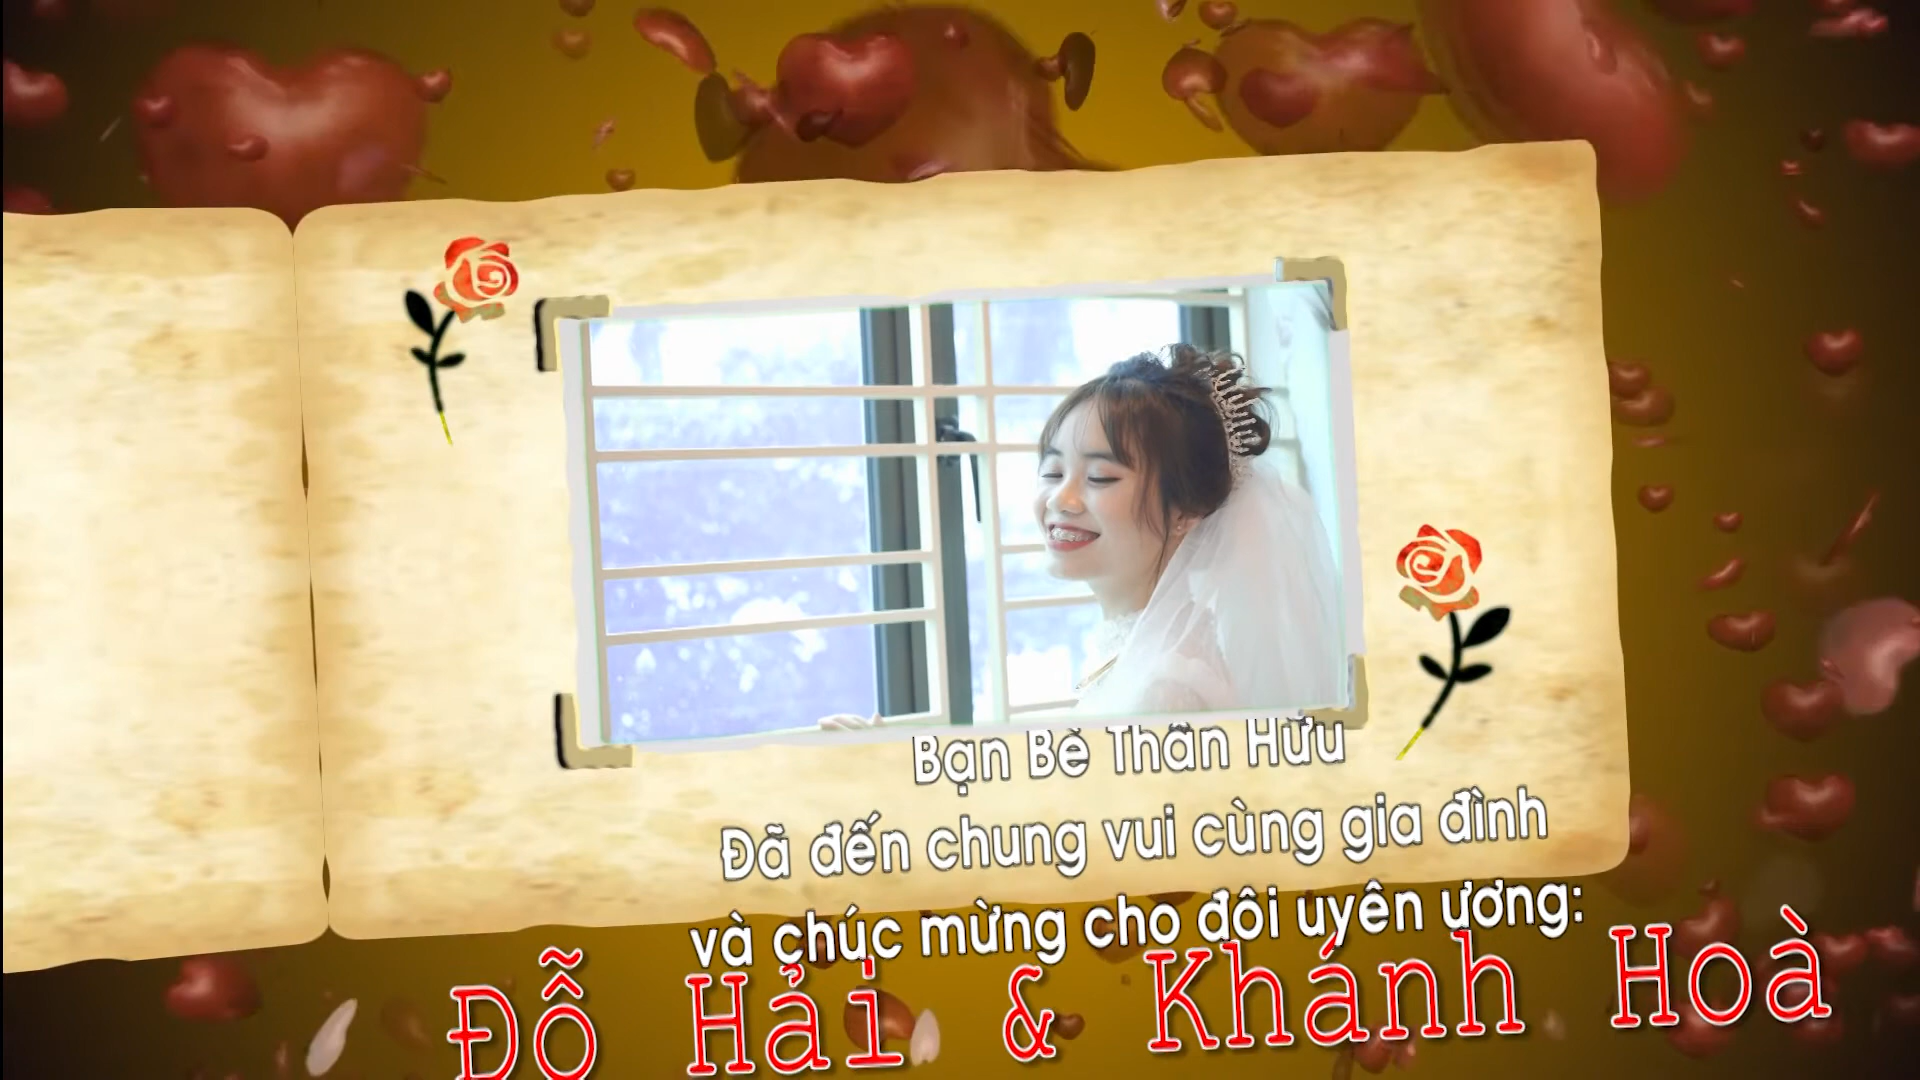 Bạn Bè Thân Hữu
Đã đến chung vui cùng gia đình
và chúc mừng cho đôi uyên ương:
Đỗ Hải & Khánh Hoà